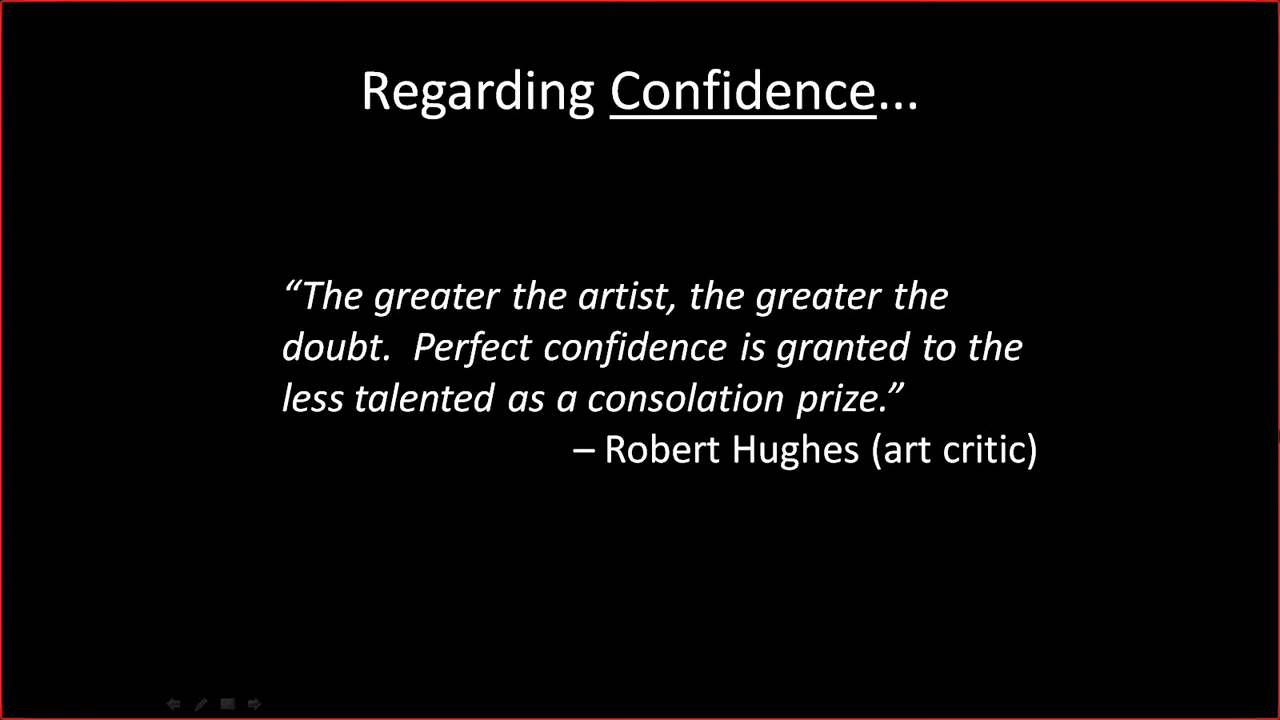 Regarding Confidence...
“The greater the artist, the greater the
doubt.  Perfect confidence is granted to the
less talented as a consolation prize.”
– Robert Hughes (art critic)